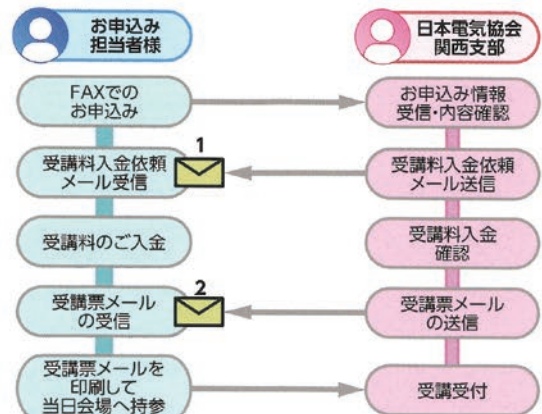 お申込み
担当者様
日本電気協会
関西支部
FAXでの
お申込み
お申込み情報
受信・内容確認
1
受講料入金依頼
メール受信
受講料入金依頼
メール送信
受講料のご入金
受講料入金
確認
2
受講票メール
の受信
受講票メール
の送信
受講票メールを
印刷して
当日会場へ持参
受講受付